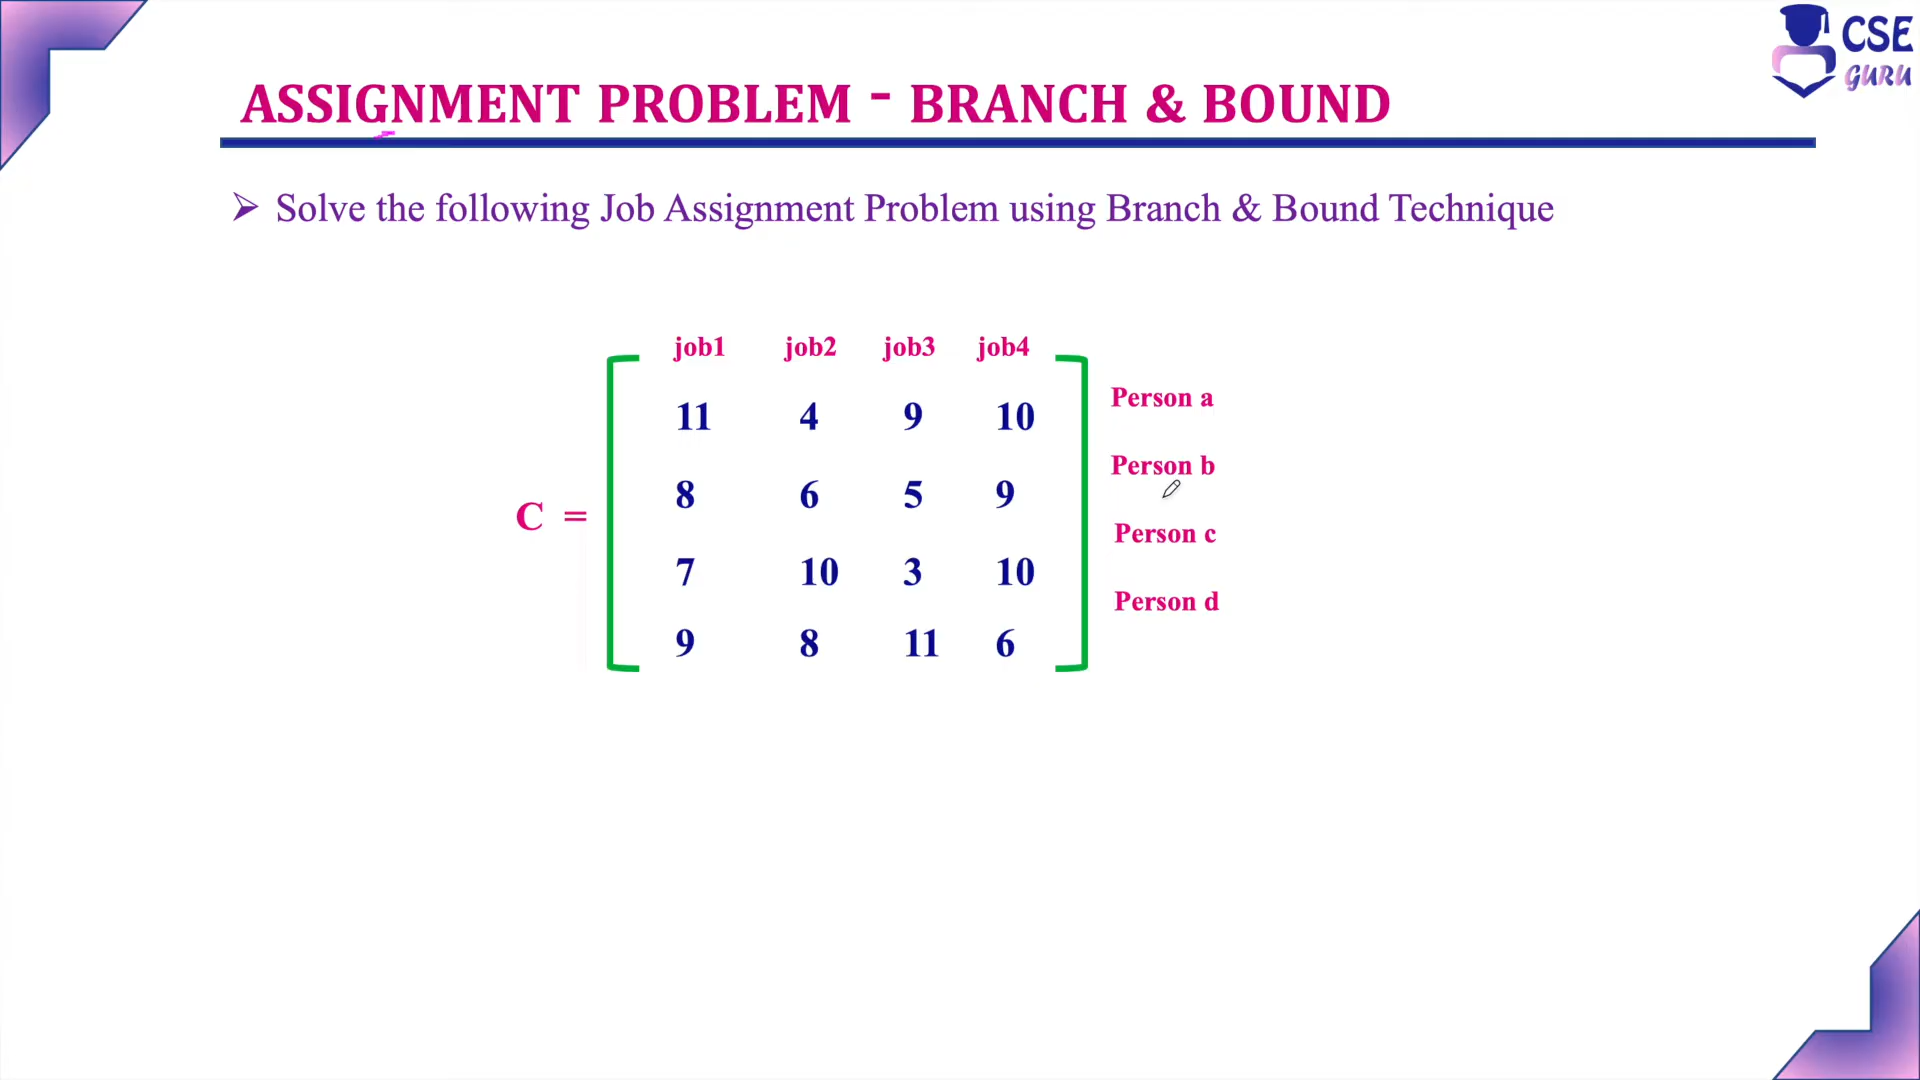 CSE
GURU
ASSIGNMENT PROBLEM - BRANCH & BOUND
➢ Solve the following Job Assignment Problem using Branch & Bound Technique
job1 job2 job3 job4
11 4 9 10 Person a
8 6 5 9 Person b
C =
7 10 3 10 Person c
9 8 11 6 Person d